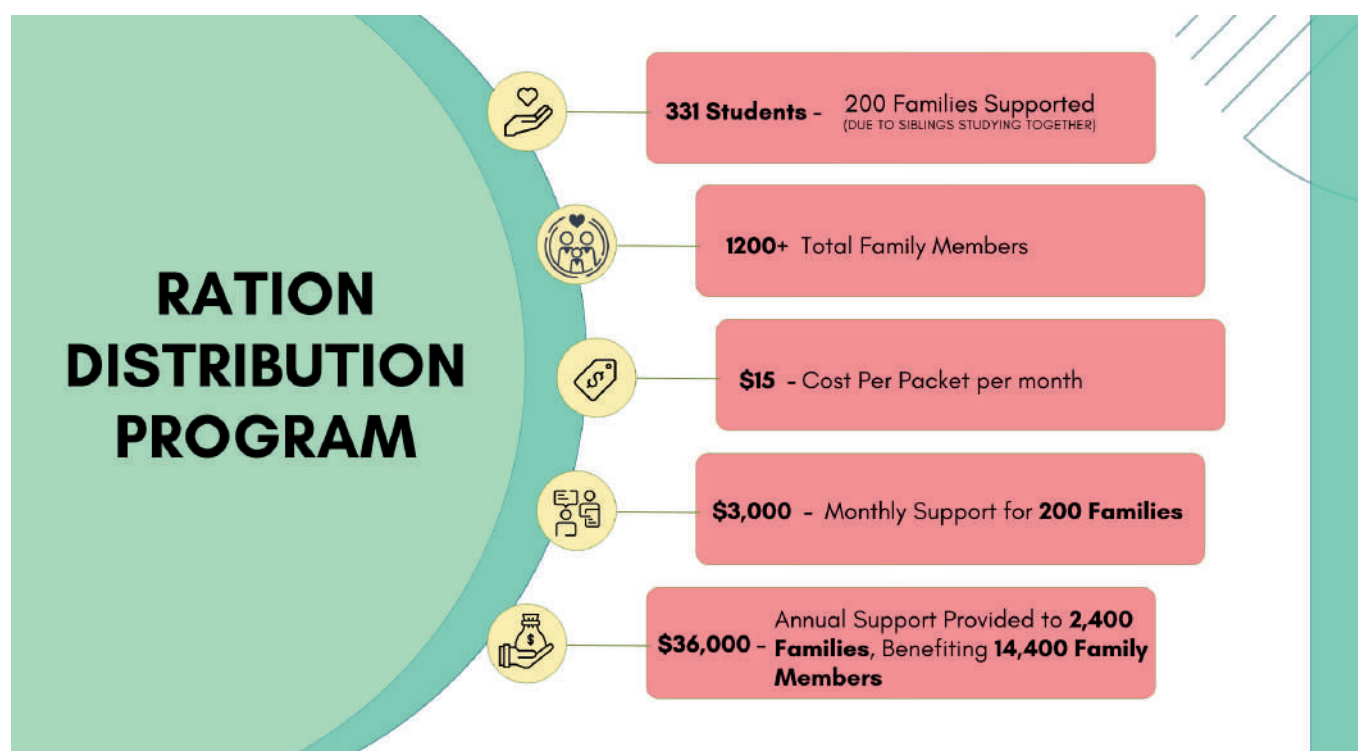 RATION
DISTRIBUTION
PROGRAM
331 Students - 200 Families Supported
(DUE TO SIBLINGS STUDYING TOGETHER)
1200+ Total Family Members
$15 - Cost Per Packet per month
$3,000 - Monthly Support for 200 Families
$36,000 - Annual Support Provided to 2,400
Families, Benefiting 14,400 Family
Members